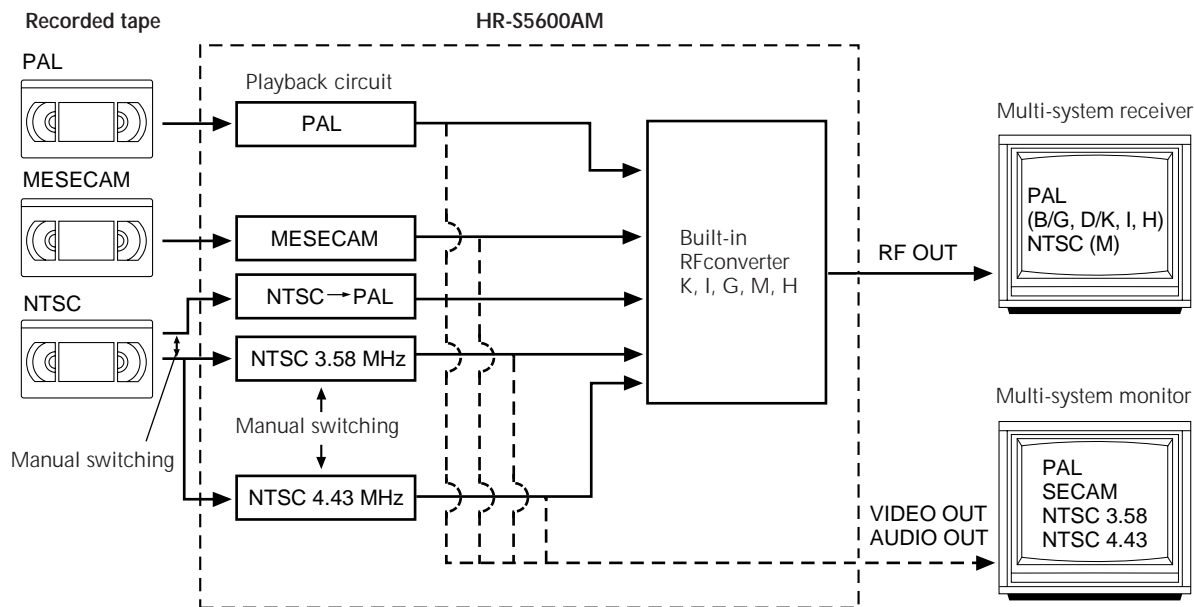 Recorded tape
HR-S5600AM
PAL
Playback circuit
PAL
Multi-system receiver
MESECAM
MESECAM
PAL
(B/G, D/K, I, H)
NTSC (M)
Built-in
RFconverter
K, I, G, M, H
RF OUT
NTSC
NTSC→PAL
NTSC 3.58 MHz
Manual switching
Manual switching
NTSC 4.43 MHz
Multi-system monitor
PAL
SECAM
NTSC 3.58
NTSC 4.43
VIDEO OUT
AUDIO OUT